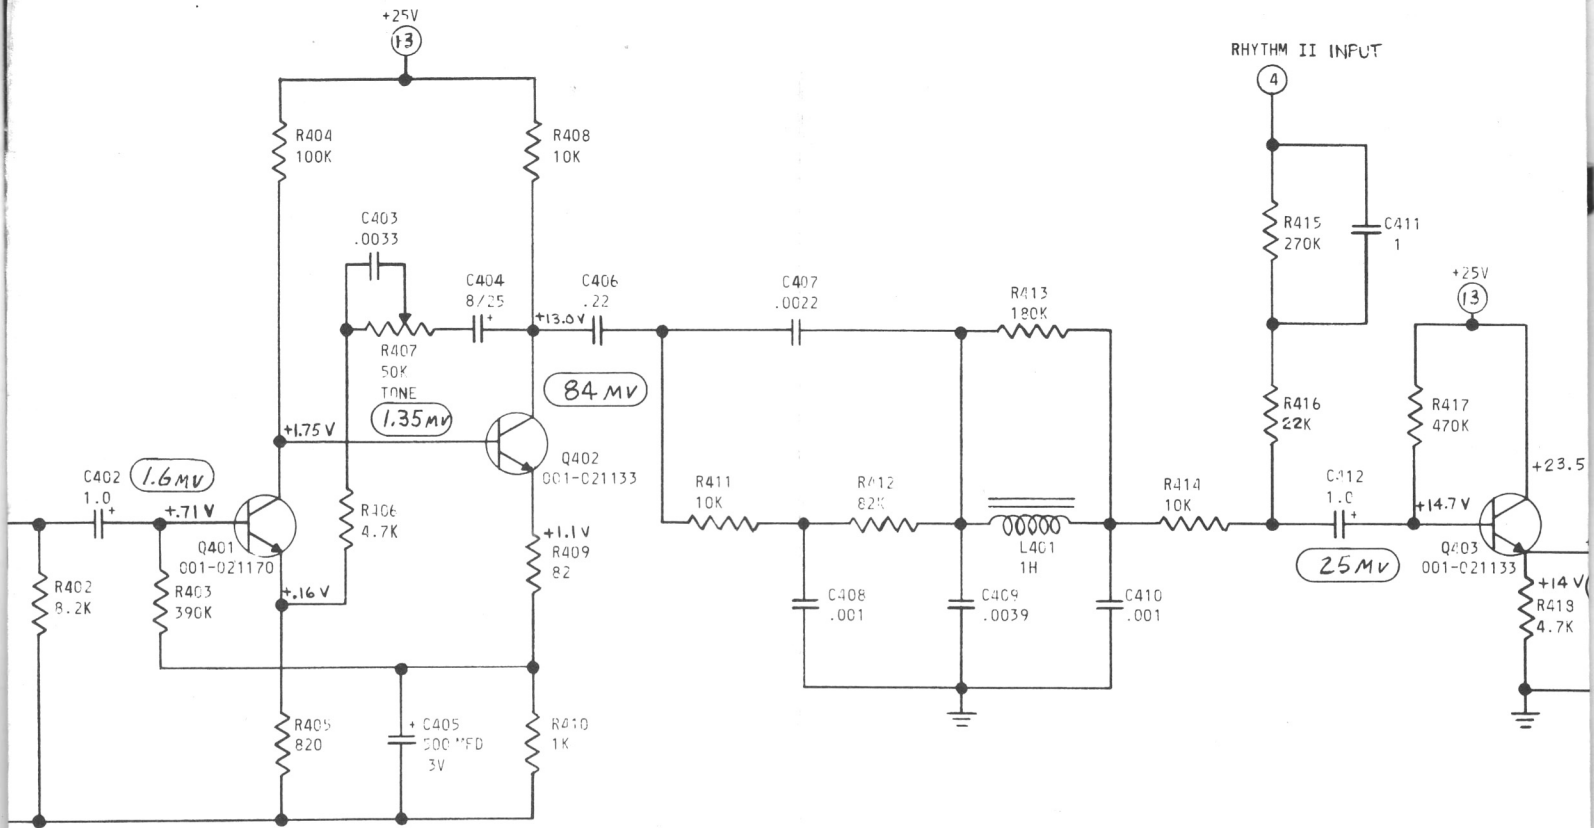 +25V
13
R404
100K
R408
10K
C403
.0033
C404
8/25
+
R407
50K
TONE
+13.0V
C406
.22
84 MV
1.35MV
+1.75 V
Q402
001-021133
C402
1.0
+
1.6MV
+.71 V
Q401
001-021170
R402
8.2K
R403
390K
+.16 V
R406
4.7K
+1.1 V
R409
82
R405
820
+ C405
500 MFD
3V
R410
1K
C407
.0022
R413
180K
R411
10K
R412
82K
L401
1H
R414
10K
C408
.001
C409
.0039
C410
.001
RHYTHM II INPUT
4
R415
270K
C411
1
R416
22K
+25V
13
R417
470K
+23.5
C412
1.0
+
25MV
+14.7V
Q403
001-021133
+14 V
R418
4.7K